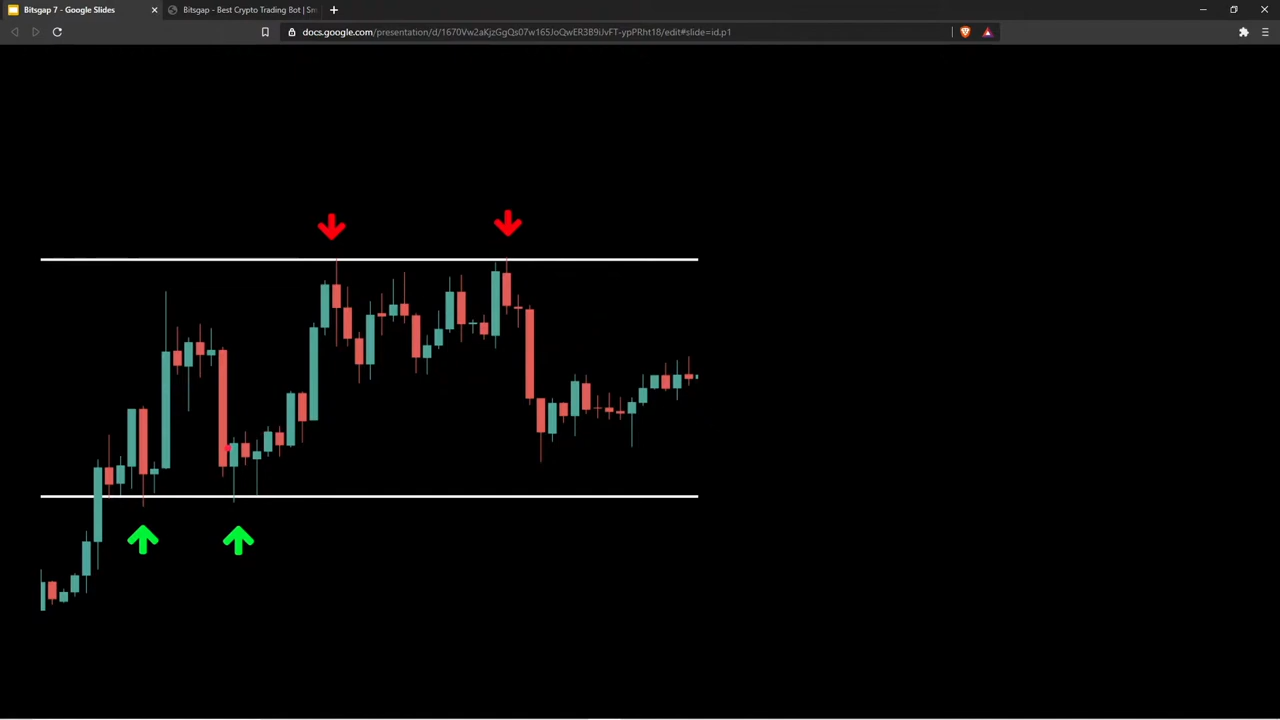 Bitsgap 7 - Google Slides
Bitsgap - Best Crypto Trading Bot | Sm
docs.google.com/presentation/d/1670Vw2aKjzGgQs07w165JoQwER3B9iJvFT-ypPRht18/edit#slide=id.p1